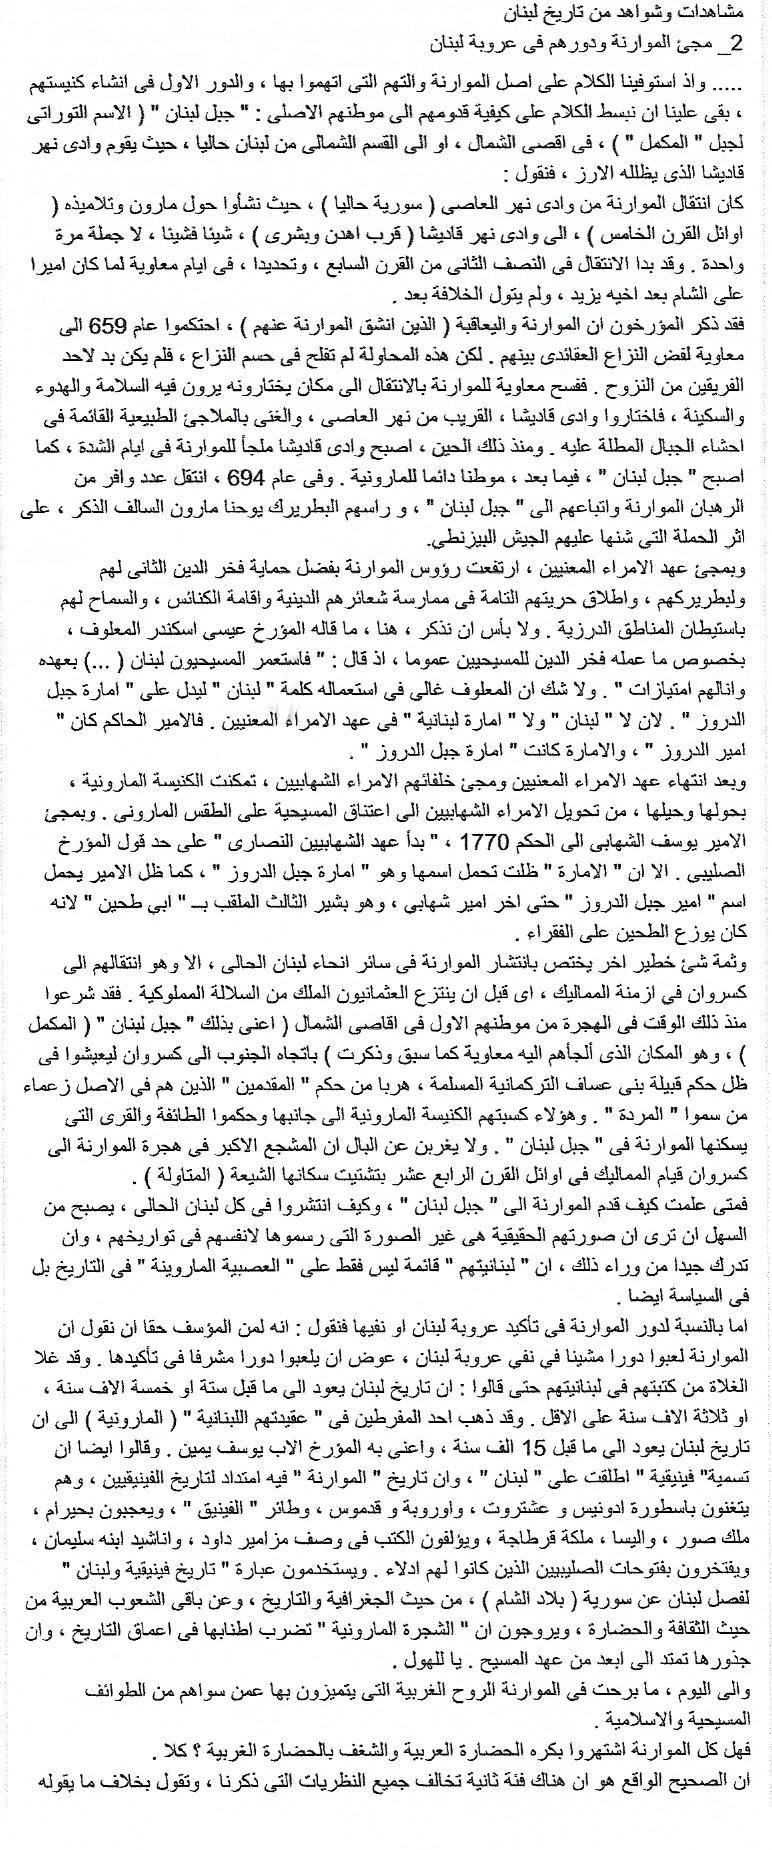 مشاهدات وشواهد من تاريخ لبنان
2_ مجئ الموارنة ودورهم فى عروبة لبنان
..... واذ استوفينا الكلام على اصل الموارنة والتهم التى اتهموا بها ، والدور الاول فى انشاء كنيستهم
، بقى علينا ان نبسط الكلام على كيفية قدومهم الى موطنهم الاصلى : " جبل لبنان " ( الاسم التوراتى
لجبل " المكمل " ) ، فى اقصى الشمال ، او الى القسم الشمالى من لبنان حاليا ، حيث يقوم وادى نهر
قاديشا الذى يظلله الارز ، فنقول :
كان انتقال الموارنة من وادى نهر العاصى ( سورية حاليا ) ، حيث نشأوا حول مارون وتلاميذه (
اوائل القرن الخامس ) ، الى وادى نهر قاديشا ( قرب اهدن وبشرى ) ، شيئا فشيئا ، لا جملة مرة
واحدة . وقد بدا الانتقال فى النصف الثانى من القرن السابع ، وتحديدا ، فى ايام معاوية لما كان اميرا
على الشام بعد اخيه يزيد ، ولم يتول الخلافة بعد .
فقد ذكر المؤرخون ان الموارنة واليعاقبة ( الذين انشق الموارنة عنهم ) ، احتكموا عام 659 الى
معاوية لفض النزاع العقائدى بينهم . لكن هذه المحاولة لم تفلح فى حسم النزاع ، فلم يكن بد لاحد
الفريقين من النزوح . ففسح معاوية للموارنة بالانتقال الى مكان يختارونه يرون فيه السلامة والهدوء
والسكينة ، فاختاروا وادى قاديشا ، القريب من نهر العاصى ، والغنى بالملاجئ الطبيعية القائمة فى
احشاء الجبال المطلة عليه . ومنذ ذلك الحين ، اصبح وادى قاديشا ملجأ للموارنة فى ايام الشدة ، كما
اصبح " جبل لبنان " ، فيما بعد ، موطنا دائما للمارونية . وفى عام 694 ، انتقل عدد وافر من
الرهبان الموارنة واتباعهم الى " جبل لبنان " ، و راسهم البطريرك يوحنا مارون السالف الذكر ، على
اثر الحملة التى شنها عليهم الجيش البيزنطى.
وبمجئ عهد الامراء المعنيين ، ارتفعت رؤوس الموارنة بفضل حماية فخر الدين الثانى لهم
ولبطريركهم ، واطلاق حريتهم التامة فى ممارسة شعائرهم الدينية واقامة الكنائس ، والسماح لهم
باستيطان المناطق الدرزية . ولا بأس ان نذكر ، هنا ، ما قاله المؤرخ عيسى اسكندر المعلوف ،
بخصوص ما عمله فخر الدين للمسيحيين عموما ، اذ قال : " فاستعمر المسيحيون لبنان ( ...) بعهده
وانالهم امتيازات " . ولا شك ان المعلوف غالى فى استعماله كلمة " لبنان " ليدل على " امارة جبل
الدروز " . لان لا " لبنان " ولا " امارة لبنانية " فى عهد الامراء المعنيين . فالامير الحاكم كان "
امير الدروز " ، والامارة كانت " امارة جبل الدروز " .
وبعد انتهاء عهد الامراء المعنيين ومجئ خلفائهم الامراء الشهابيين ، تمكنت الكنيسة المارونية ،
بحولها وحيلها ، من تحويل الامراء الشهابيين الى اعتناق المسيحية على الطقس المارونى . وبمجئ
الامير يوسف الشهابى الى الحكم 1770 ، " بدأ عهد الشهابيين النصارى " على حد قول المؤرخ
الصليبى . الا ان " الامارة " ظلت تحمل اسمها وهو " امارة جبل الدروز " ، كما ظل الامير يحمل
اسم " امير جبل الدروز " حتى اخر امير شهابى ، وهو بشير الثالث الملقب بـــ " ابي طحين " لانه
كان يوزع الطحين على الفقراء .
وثمة شئ خطير اخر يختص بانتشار الموارنة فى سائر انحاء لبنان الحالى ، الا وهو انتقالهم الى
كسروان في ازمنة المماليك ، اى قبل ان ينتزع العثمانيون الملك من السلالة المملوكية . فقد شرعوا
منذ ذلك الوقت فى الهجرة من موطنهم الاول فى اقاصى الشمال ( اعنى بذلك " جبل لبنان " ( المكمل
) ، وهو المكان الذى ألجأهم اليه معاوية كما سبق وذكرت ) باتجاه الجنوب الى كسروان ليعيشوا فى
ظل حكم قبيلة بنى عساف التركمانية المسلمة ، هربا من حكم " المقدمين " الذين هم فى الاصل زعماء
من سموا " المردة " . وهؤلاء كسبتهم الكنيسة المارونية الى جانبها وحكموا الطائفة والقرى التى
يسكنها الموارنة فى " جبل لبنان " . ولا يغربن عن البال ان المشجع الاكبر فى هجرة الموارنة الى
كسروان قيام المماليك في اوائل القرن الرابع عشر بتشتيت سكانها الشيعة ( المتاولة ) .
فمتى علمت كيف قدم الموارنة الى " جبل لبنان " ، وكيف انتشروا فى كل لبنان الحالى ، يصبح من
السهل ان ترى ان صورتهم الحقيقية هى غير الصورة التى رسموها لانفسهم فى تواريخهم ، وان
تدرك جيدا من وراء ذلك ، ان " لبنانيتهم " قائمة ليس فقط على " العصبية الماروينة " فى التاريخ بل
فى السياسة ايضا .
اما بالنسبة لدور الموارنة فى تأكيد عروبة لبنان او نفيها فنقول : انه لمن المؤسف حقا ان نقول ان
الموارنة لعبوا دورا مشينا في نفي عروبة لبنان ، عوض ان يلعبوا دورا مشرفا فى تأكيدها . وقد غلا
الغلاة من كتبتهم فى لبنانيتهم حتى قالوا : ان تاريخ لبنان يعود الى ما قبل ستة او خمسة الاف سنة ،
او ثلاثة الاف سنة على الاقل . وقد ذهب احد المفرطين فى " عقيدتهم اللبنانية " ( المارونية ) الى ان
تاريخ لبنان يعود الي ما قبل 15 الف سنة ، واعنى به المؤرخ الاب يوسف يمين . وقالوا ايضا ان
تسمية" فينيقية " اطلقت على " لبنان " ، وان تاريخ " الموارنة " فيه امتداد لتاريخ الفينيقيين ، وهم
يتغنون باسطورة ادونيس و عشتروت ، واوروبة و قدموس ، وطائر " الفينيق " ، ويعجبون بحيرام ،
ملك صور ، واليسا ، ملكة قرطاجة ، ويؤلفون الكتب فى وصف مزامير داود ، واناشيد ابنه سليمان ،
ويفتخرون بفتوحات الصليبيين الذين كانوا لهم ادلاء . ويستخدمون عبارة " تاريخ فينيقية ولبنان "
لفصل لبنان عن سورية ( بلاد الشام ) ، من حيث الجغرافية والتاريخ ، وعن باقى الشعوب العربية من
حيث الثقافة والحضارة ، ويروجون ان " الشجرة المارونية " تضرب اطنابها فى اعماق التاريخ ، وان
جذورها تمتد الى ابعد من عهد المسيح . يا للهول .
والى اليوم ، ما برحت فى الموارنة الروح الغربية التى يتميزون بها عمن سواهم من الطوائف
المسيحية والاسلامية .
فهل كل الموارنة اشتهروا بكره الحضارة العربية والشغف بالحضارة الغربية ؟ كلا .
ان الصحيح الواقع هو ان هناك فئة ثانية تخالف جميع النظريات التى ذكرنا ، وتقول بخلاف ما يقوله